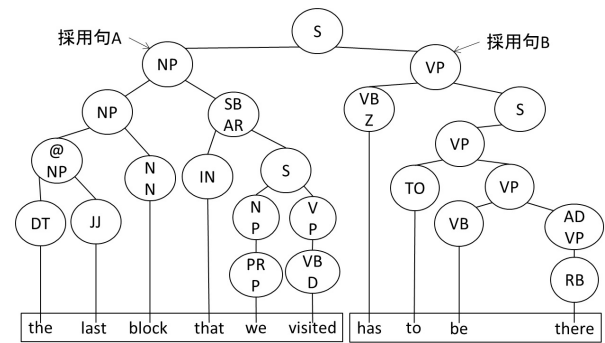 S
採用句A
採用句B
NP
VP
NP
SB
AR
VB
Z
S
@
NP
N
N
IN
S
VP
DT
JJ
N
P
V
P
TO
VP
PR
P
VB
D
VB
AD
VP
RB
the last block that we visited has to be there